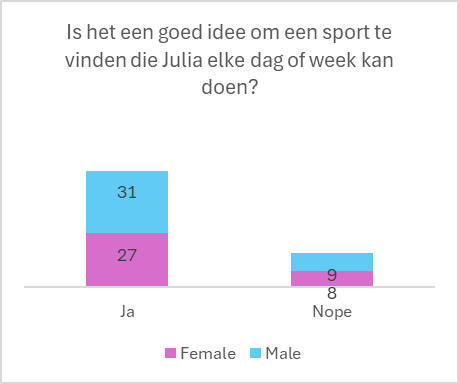 Is het een goed idee om een sport te
vinden die Julia elke dag of week kan
doen?
31
27
9
8
Ja
Nope
Female
Male